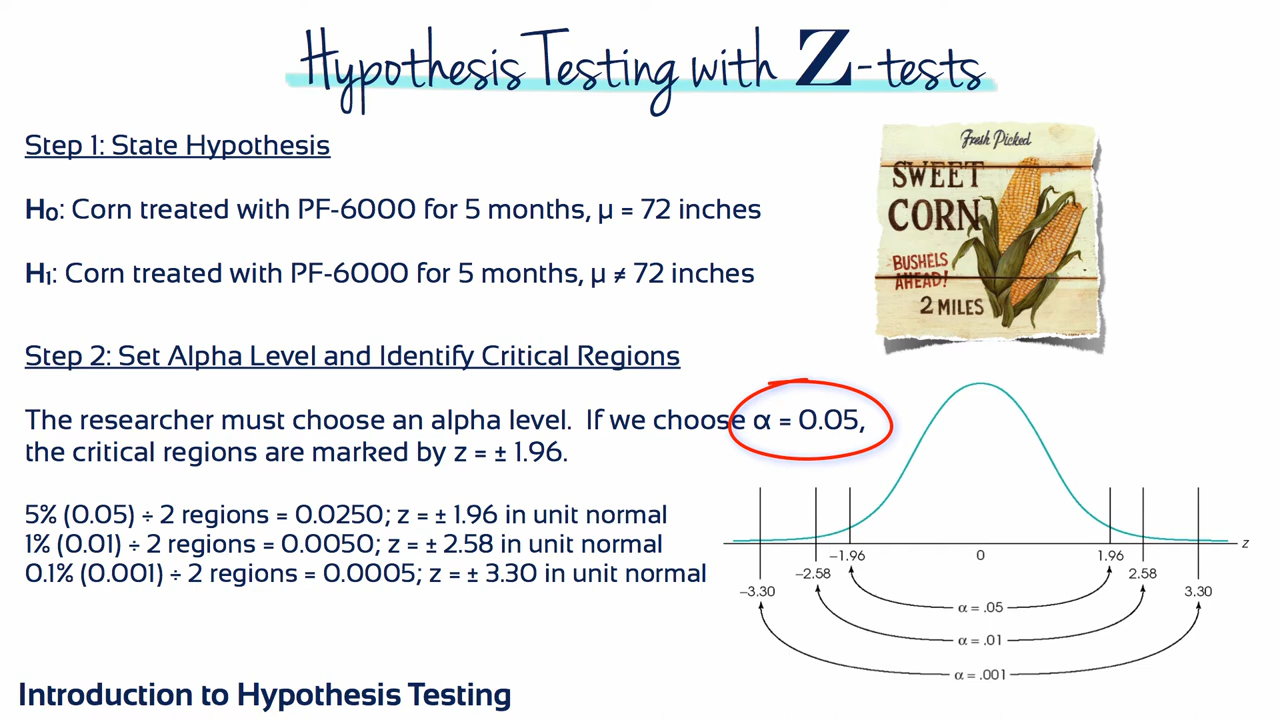 Hypothesis Testing with Z-tests
Step 1: State Hypothesis
H₀: Corn treated with PF-6000 for 5 months, µ = 72 inches
H₁: Corn treated with PF-6000 for 5 months, µ ≠ 72 inches
Fresh Picked
SWEET
CORN
BUSHELS
AHEAD!
2 MILES
Step 2: Set Alpha Level and Identify Critical Regions
The researcher must choose an alpha level. If we choose α = 0.05,
the critical regions are marked by z = ± 1.96.
5% (0.05) ÷ 2 regions = 0.0250; z = ± 1.96 in unit normal
1% (0.01) ÷ 2 regions = 0.0050; z = ± 2.58 in unit normal
0.1% (0.001) ÷ 2 regions = 0.0005; z = ± 3.30 in unit normal
−1.96 0 1.96 z
−2.58 2.58
−3.30 3.30
α = .05
α = .01
α = .001
Introduction to Hypothesis Testing